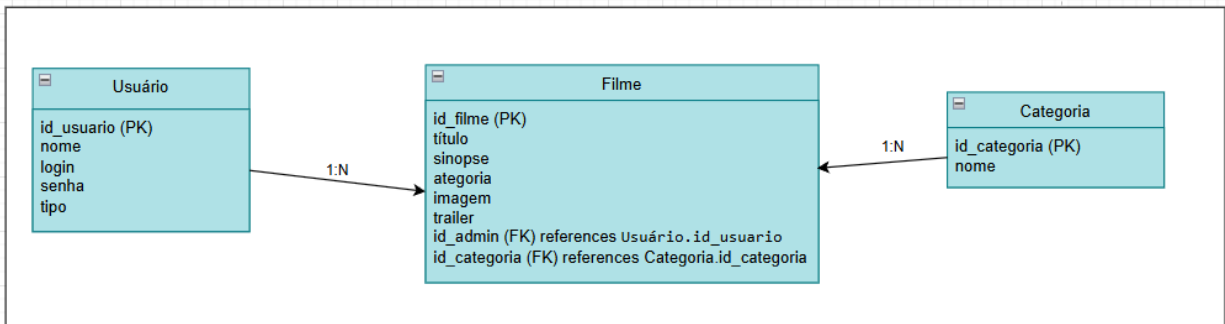 Usuário
id_usuario (PK)
nome
login
senha
tipo
1:N
Filme
id_filme (PK)
título
sinopse
ategoria
imagem
trailer
id_admin (FK) references Usuário.id_usuario
id_categoria (FK) references Categoria.id_categoria
1:N
Categoria
id_categoria (PK)
nome